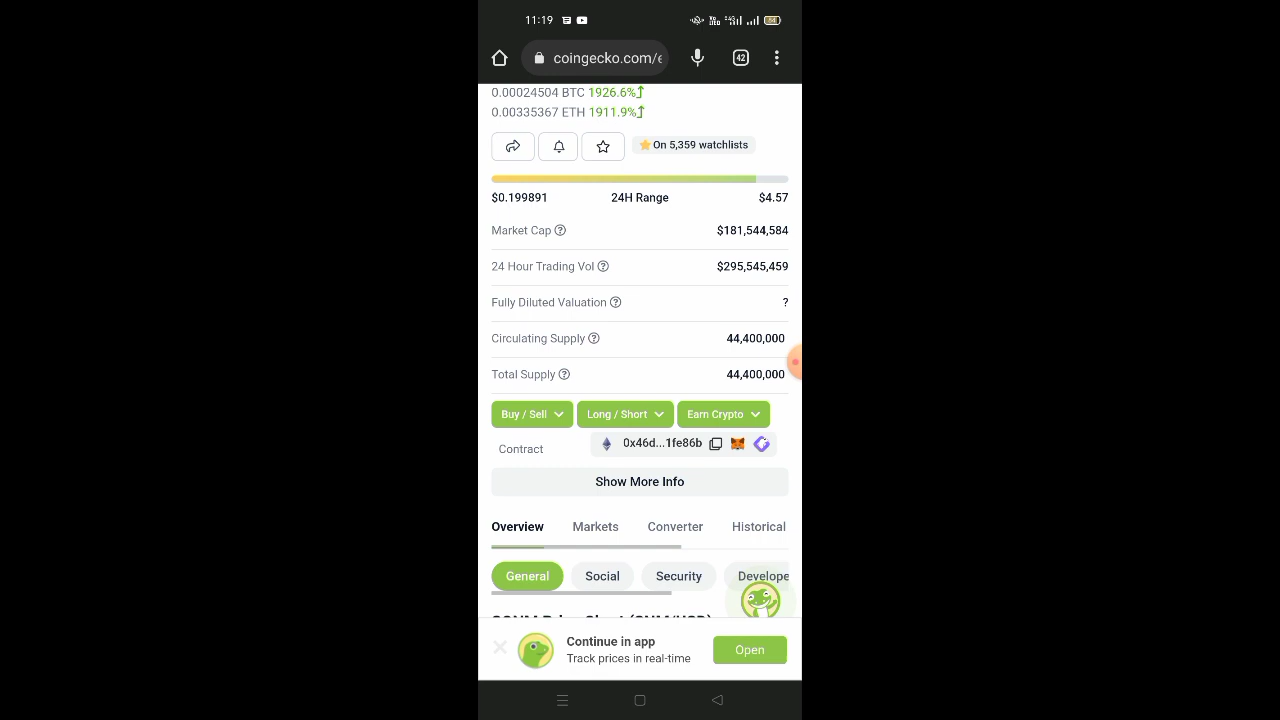 11:19
54
coingecko.com/e
42
0.00024504 BTC 1926.6%
0.00335367 ETH 1911.9%
On 5,359 watchlists
$0.199891 24H Range $4.57
Market Cap ? $181,544,584
24 Hour Trading Vol ? $295,545,459
Fully Diluted Valuation ? ?
Circulating Supply ? 44,400,000
Total Supply ? 44,400,000
Buy / Sell Long / Short Earn Crypto
Contract 0x46d...1fe86b
Show More Info
Overview Markets Converter Historical
General Social Security Develope
Continue in app
Track prices in real-time
Open